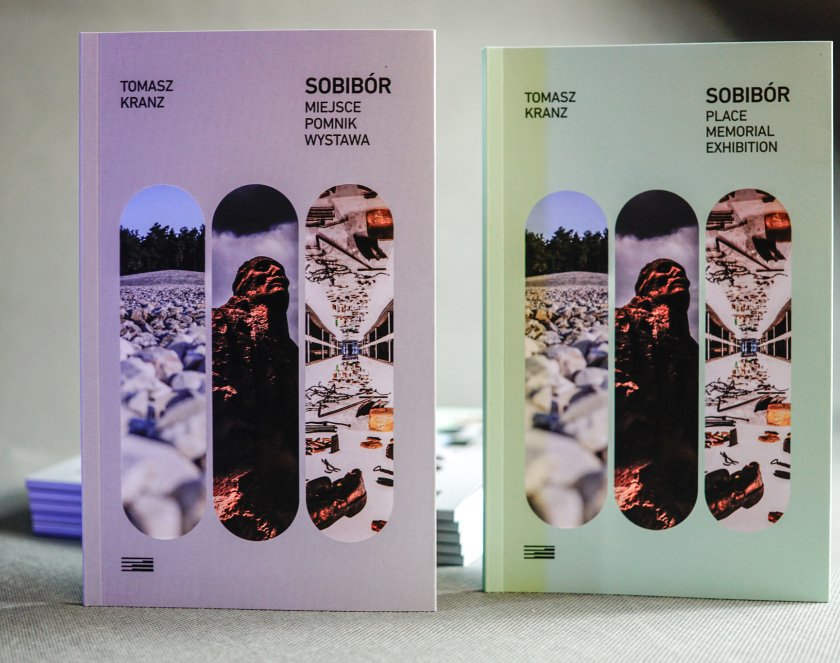 TOMASZ
KRANZ
SOBIBÓR
MIEJSCE
POMNIK
WYSTAWA
TOMASZ
KRANZ
SOBIBÓR
PLACE
MEMORIAL
EXHIBITION